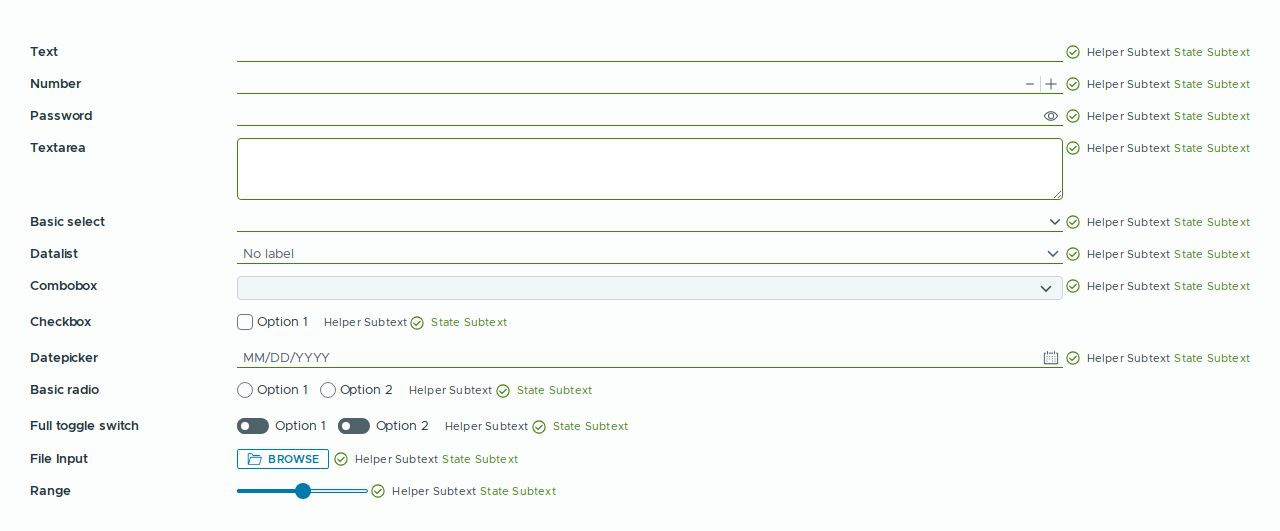 Text Helper Subtext State Subtext
Number Helper Subtext State Subtext
Password Helper Subtext State Subtext
Textarea Helper Subtext State Subtext
Basic select Helper Subtext State Subtext
Datalist No label Helper Subtext State Subtext
Combobox Helper Subtext State Subtext
Checkbox Option 1 Helper Subtext State Subtext
Datepicker MM/DD/YYYY Helper Subtext State Subtext
Basic radio Option 1 Option 2 Helper Subtext State Subtext
Full toggle switch Option 1 Option 2 Helper Subtext State Subtext
File Input BROWSE Helper Subtext State Subtext
Range Helper Subtext State Subtext